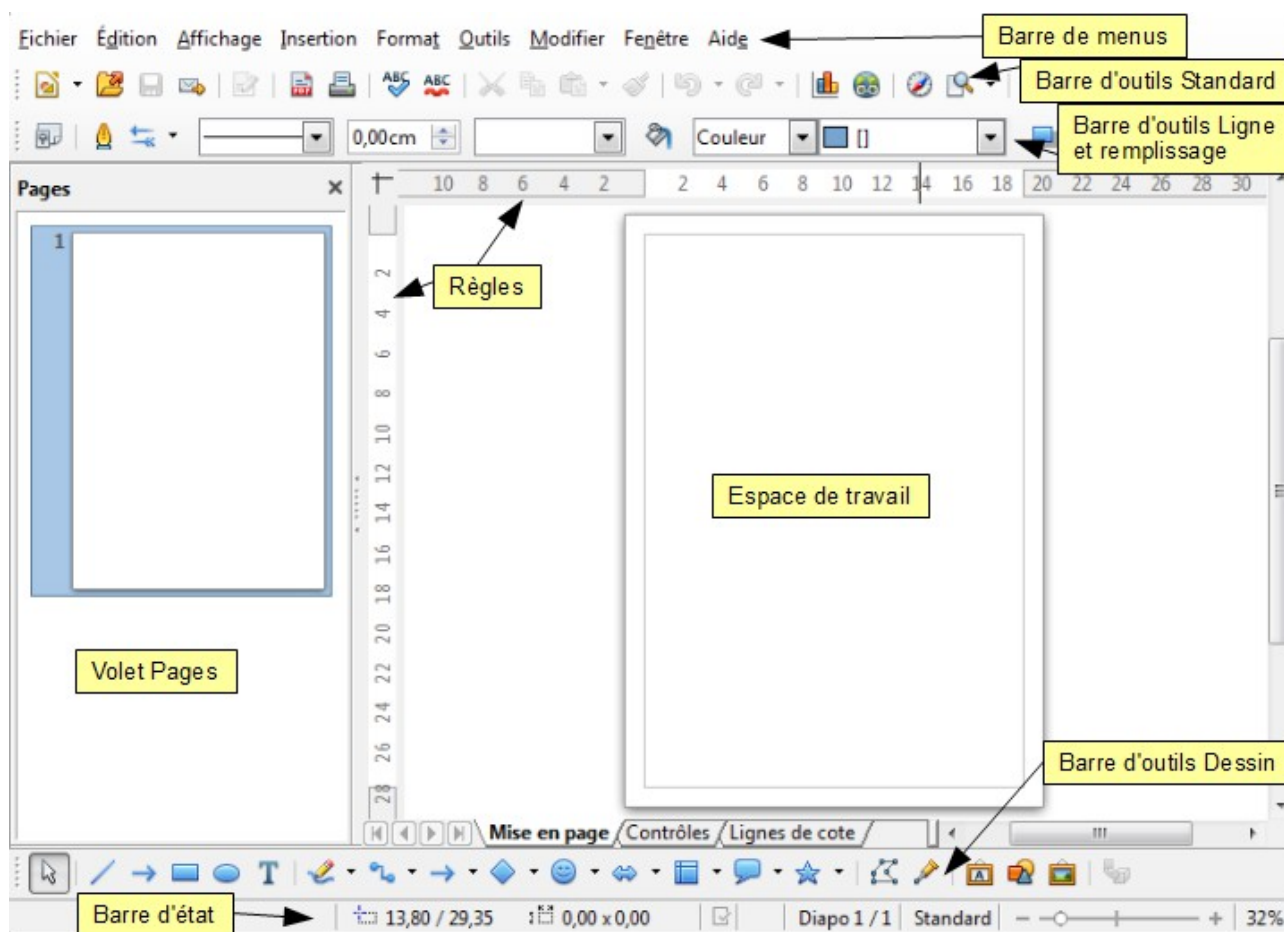 Fichier Édition Affichage Insertion Format Outils Modifier Fenêtre Aide
Barre de menus
ABC ABC
Barre d'outils Standard
0,00cm
Couleur
[]
Barre d'outils Ligne
et remplissage
Pages
10 8 6 4 2 2 4 6 8 10 12 14 16 18 20 22 24 26 28 30
1
2
Règles
4
6
8
10
12
Espace de travail
14
16
18
20
Volet Pages
22
24
26
Barre d'outils Dessin
28
Mise en page Contrôles Lignes de cote
T
A
Barre d'état
13,80 / 29,35 0,00 x 0,00 Diapo 1 / 1 Standard - + 32%